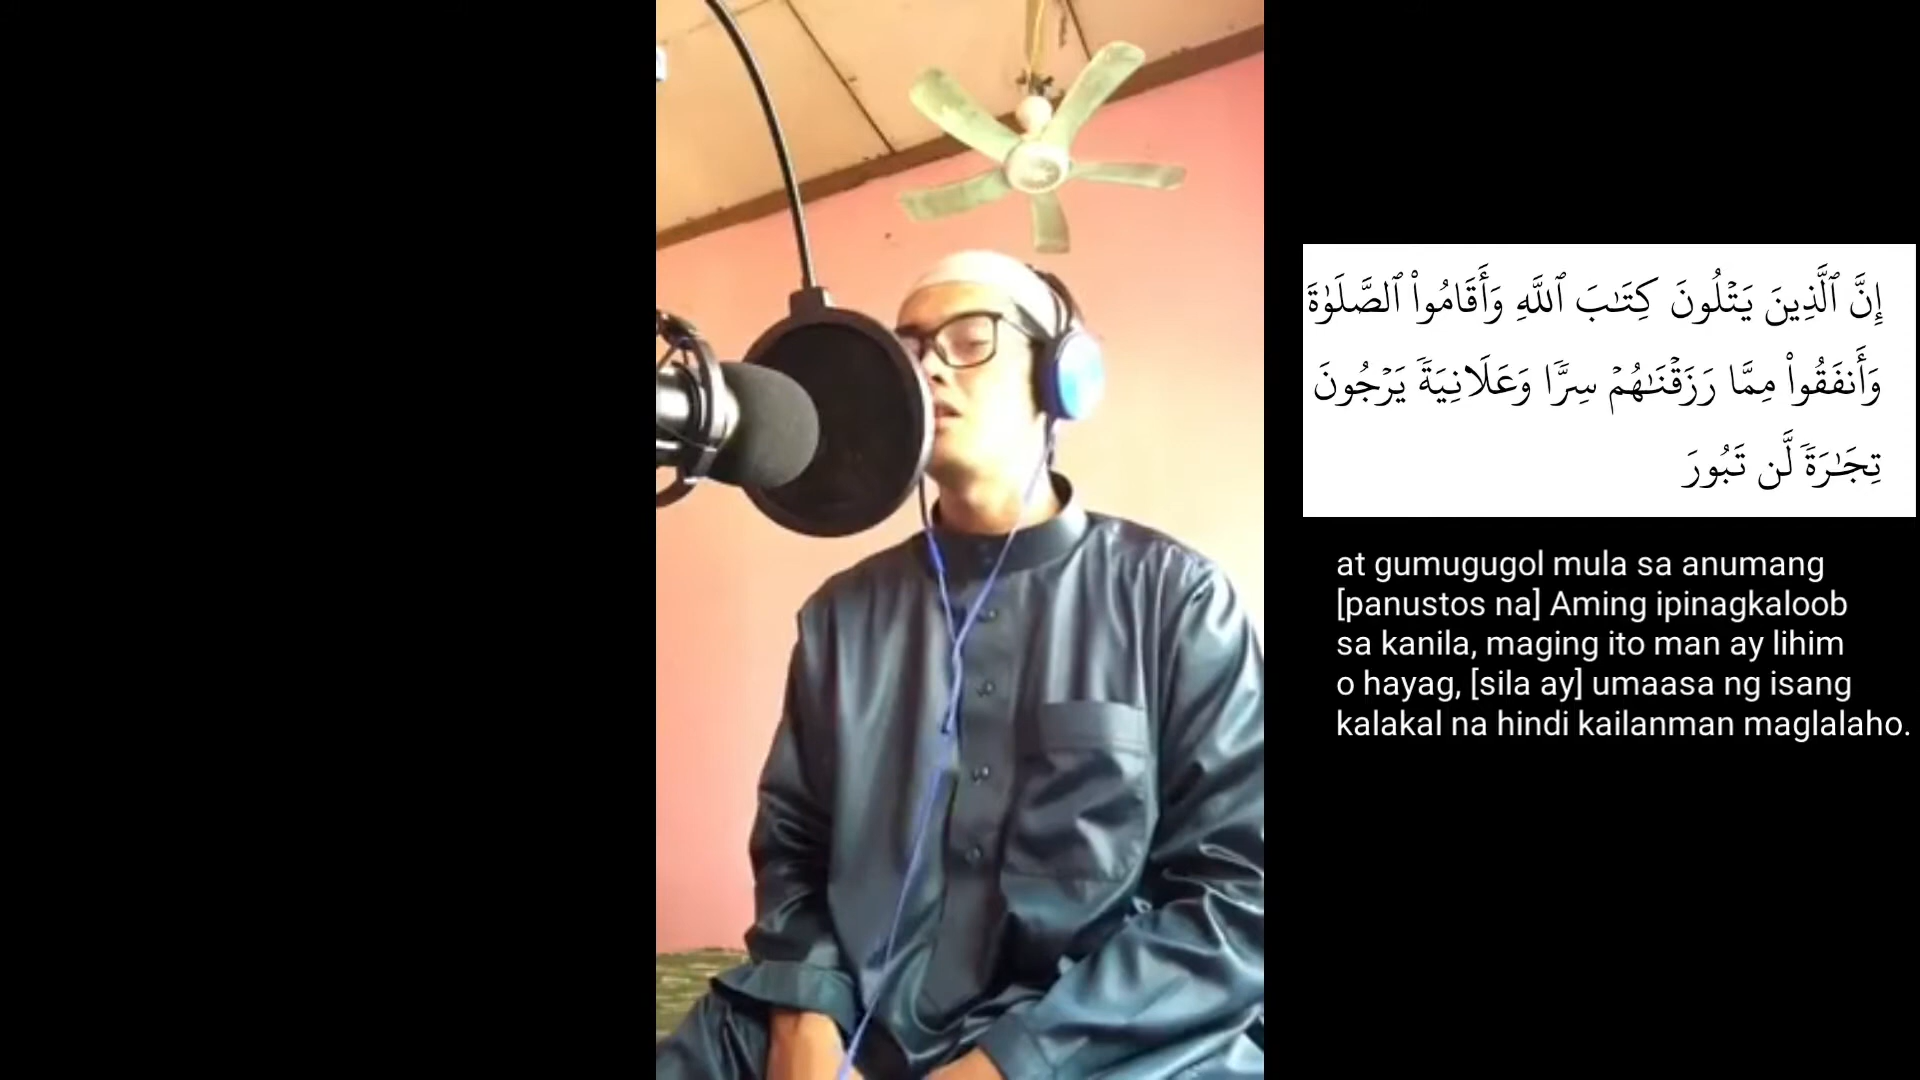 إِنَّ ٱلَّذِينَ يَتۡلُونَ كِتَٰبَ ٱللَّهِ وَأَقَامُواْ ٱلصَّلَوٰةَ
وَأَنفَقُواْ مِمَّا رَزَقۡنَٰهُمۡ سِرّٗا وَعَلَانِيَةٗ يَرۡجُونَ
تِجَٰرَةٗ لَّن تَبُورَ
at gumugugol mula sa anumang
[panustos na] Aming ipinagkaloob
sa kanila, maging ito man ay lihim
o hayag, [sila ay] umaasa ng isang
kalakal na hindi kailanman maglalaho.